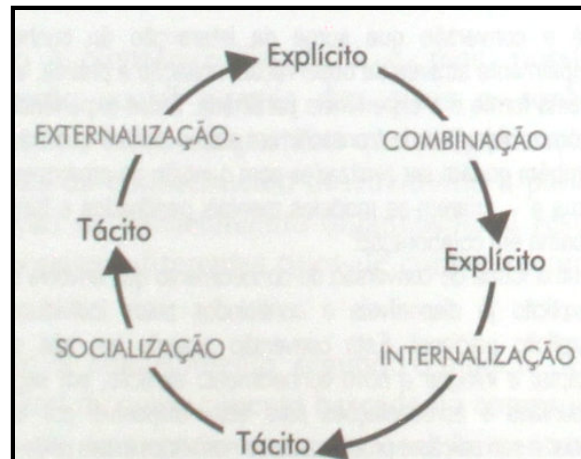 Explícito
EXTERNALIZAÇÃO
COMBINAÇÃO
Tácito
Explícito
SOCIALIZAÇÃO
INTERNALIZAÇÃO
Tácito